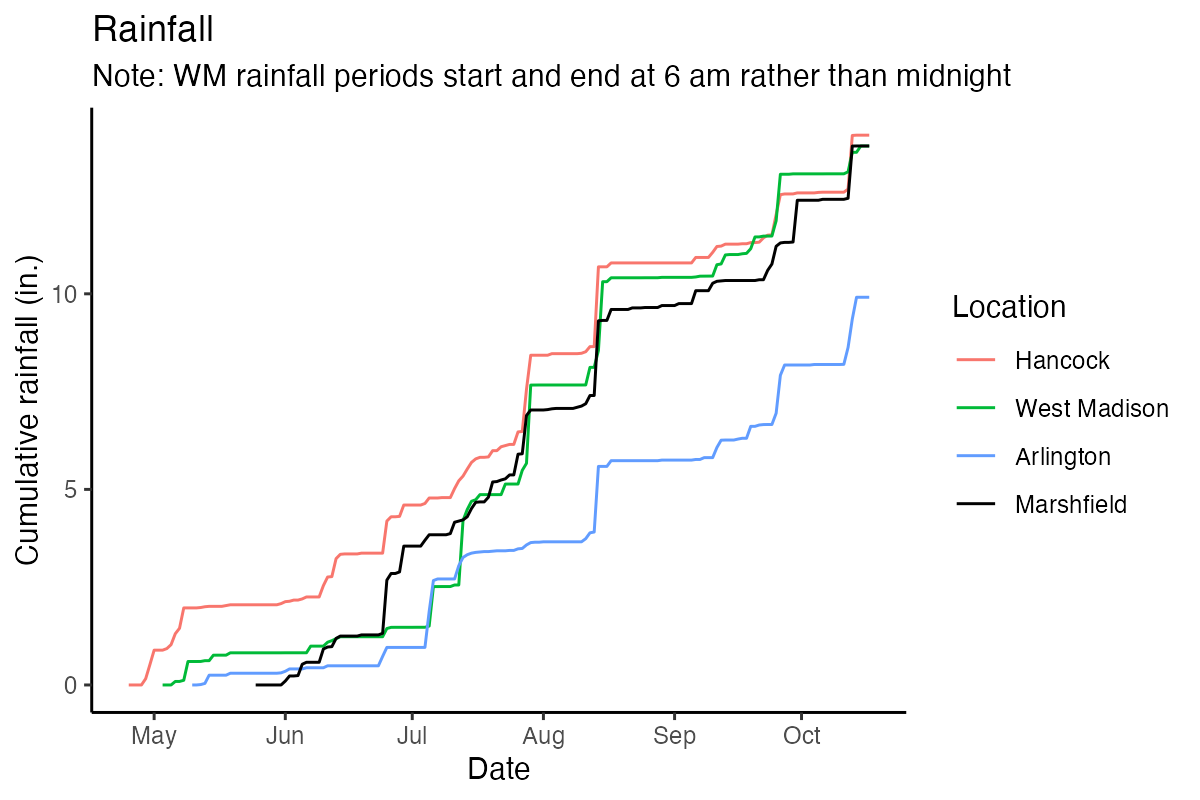 Rainfall
Note: WM rainfall periods start and end at 6 am rather than midnight
Cumulative rainfall (in.)
10
5
0
May Jun Jul Aug Sep Oct
Date
Location
Hancock
West Madison
Arlington
Marshfield